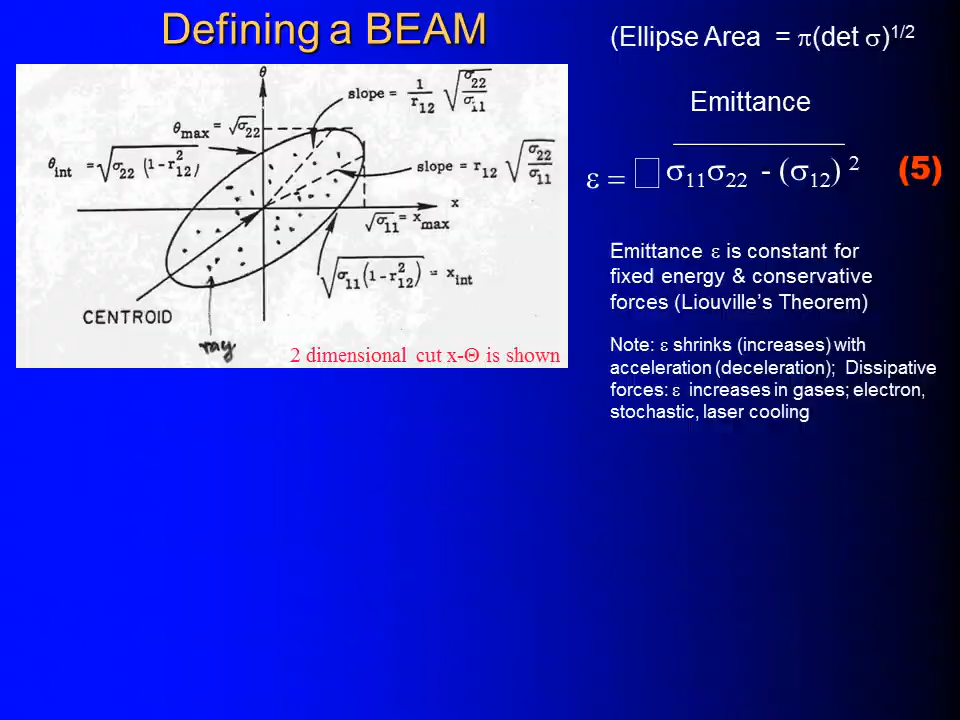 Defining a BEAM
(Ellipse Area = π(det σ)1/2
Emittance
ε = □ σ11σ22 - (σ12) 2
(5)
Emittance ε is constant for
fixed energy & conservative
forces (Liouville’s Theorem)
Note: ε shrinks (increases) with
acceleration (deceleration); Dissipative
forces: ε increases in gases; electron,
stochastic, laser cooling
θ
slope = 1/r12 √σ22/σ11
θmax = √σ22
θint = √σ22 (1-r12²)
slope = r12 √σ22/σ11
x
√σ11 = xmax
√σ11(1-r12²) = xint
CENTROID
ray
2 dimensional cut x-Θ is shown